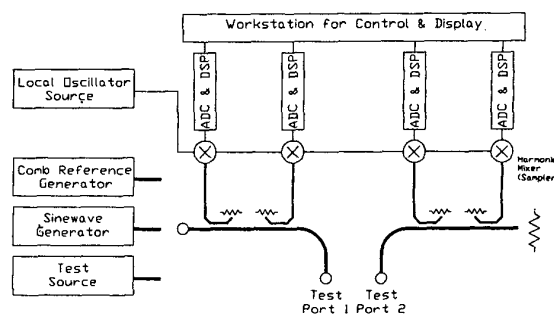 Workstation for Control & Display
ADC & DSP
ADC & DSP
ADC & DSP
ADC & DSP
Local Oscillator
Source
Harmoni
Mixer
(Sampler
Comb Reference
Generator
Sinewave
Generator
Test
Source
Test
Port 1
Test
Port 2